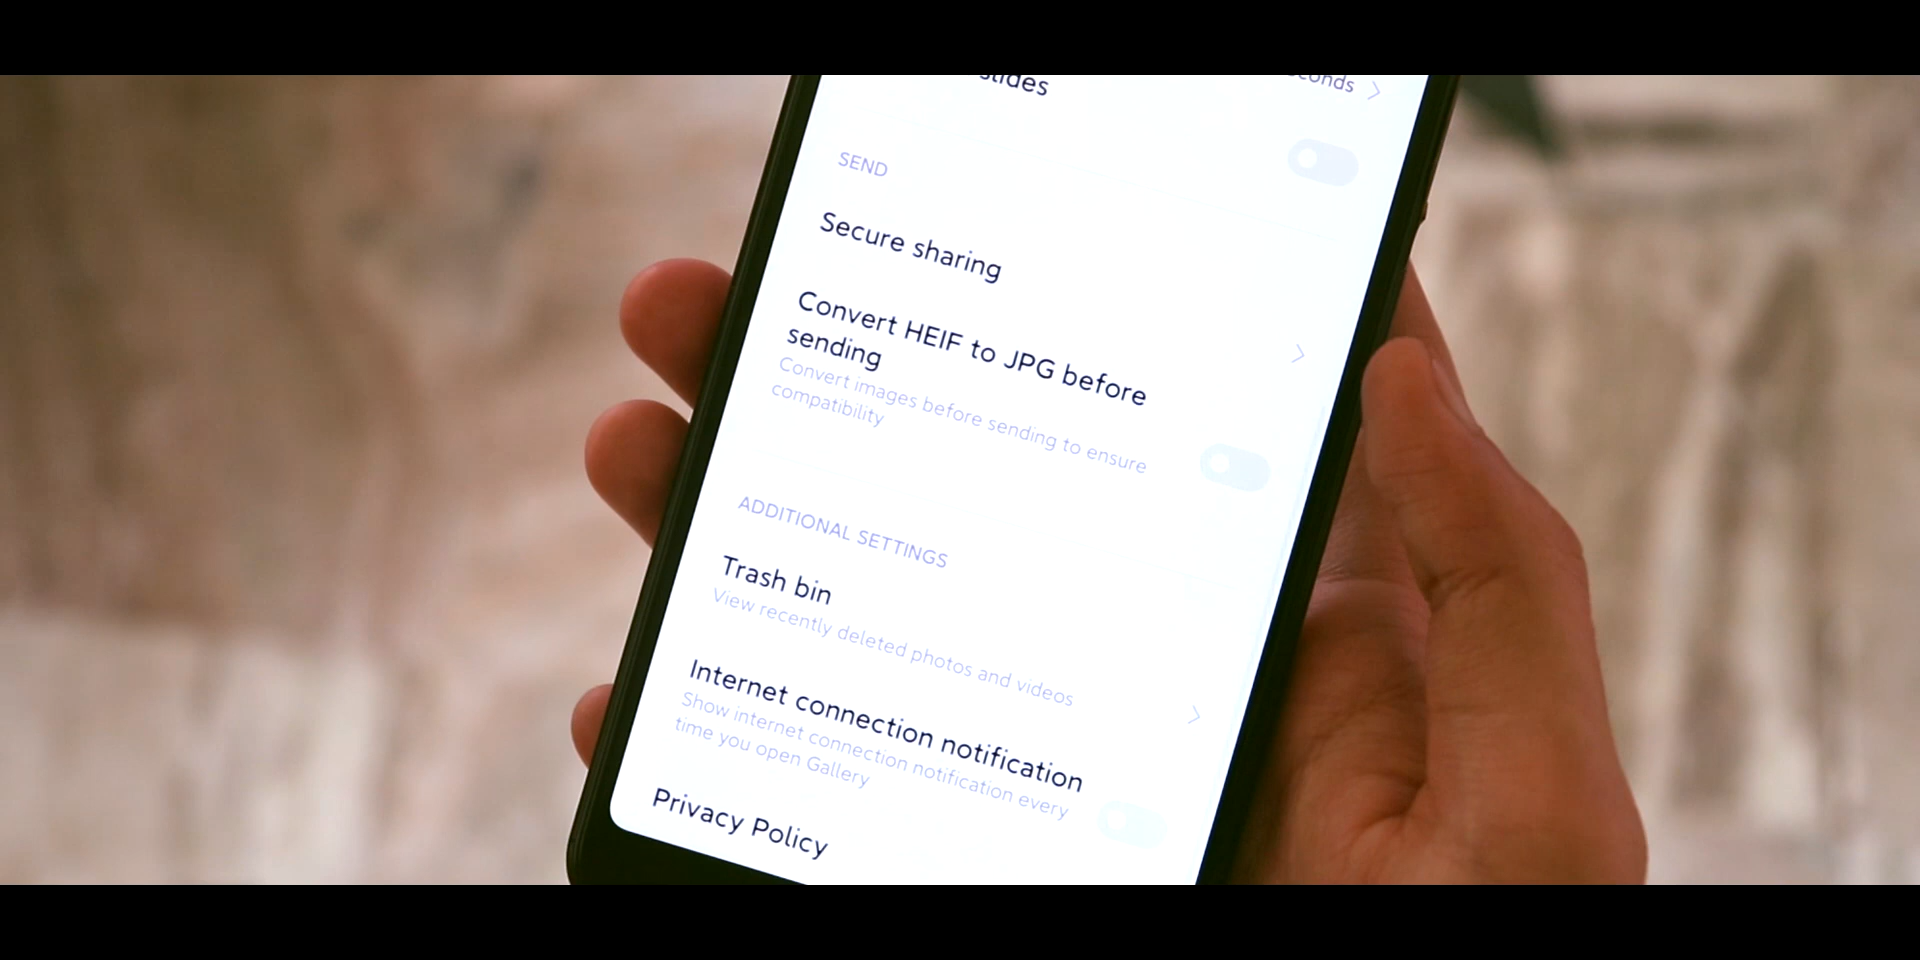 slides
seconds
SEND
Secure sharing
Convert HEIF to JPG before
sending
Convert images before sending to ensure
compatibility
ADDITIONAL SETTINGS
Trash bin
View recently deleted photos and videos
Internet connection notification
Show internet connection notification every
time you open Gallery
Privacy Policy